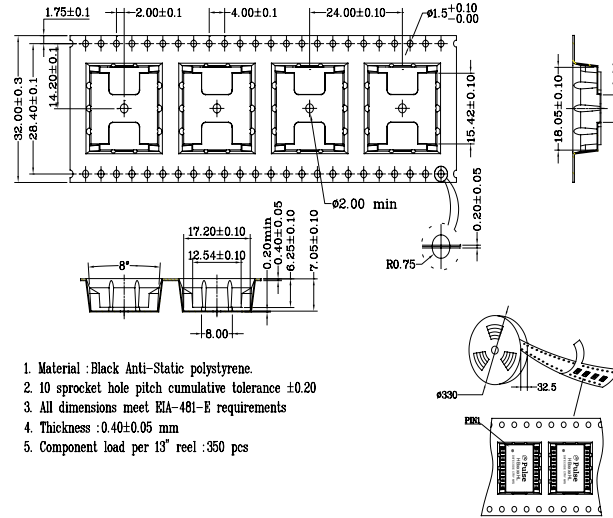 1.75±0.1
2.00±0.1
4.00±0.1
24.00±0.10
ø1.5+0.10
-0.00
32.00±0.3
28.40±0.1
14.20±0.1
15.42±0.10
18.05±0.10
ø2.00 min
0.20±0.05
R0.75
17.20±0.10
12.54±0.10
8°
0.20min
0.40±0.05
6.25±0.10
7.05±0.10
8.00
1. Material :Black Anti-Static polystyrene.
2. 10 sprocket hole pitch cumulative tolerance ±0.20
3. All dimensions meet EIA-481-E requirements
4. Thickness :0.40±0.05 mm
5. Component load per 13" reel :350 pcs
ø330
32.5
PIN1
Pulse
Pulse